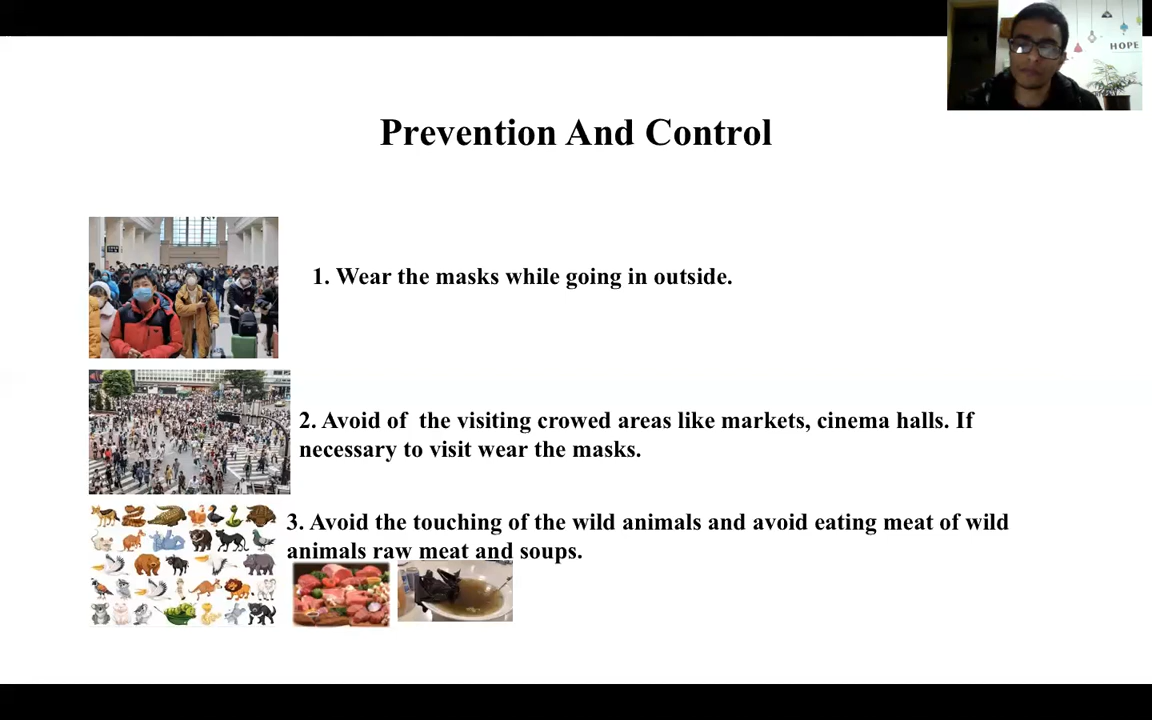 HOPE
Prevention And Control
1. Wear the masks while going in outside.
2. Avoid of the visiting crowed areas like markets, cinema halls. If
necessary to visit wear the masks.
3. Avoid the touching of the wild animals and avoid eating meat of wild
animals raw meat and soups.